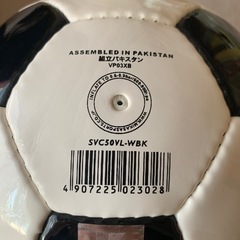 ASSEMBLED IN PAKISTAN
組立パキスタン
VP03XB
SVC50VL-WBK
4 907225 023028